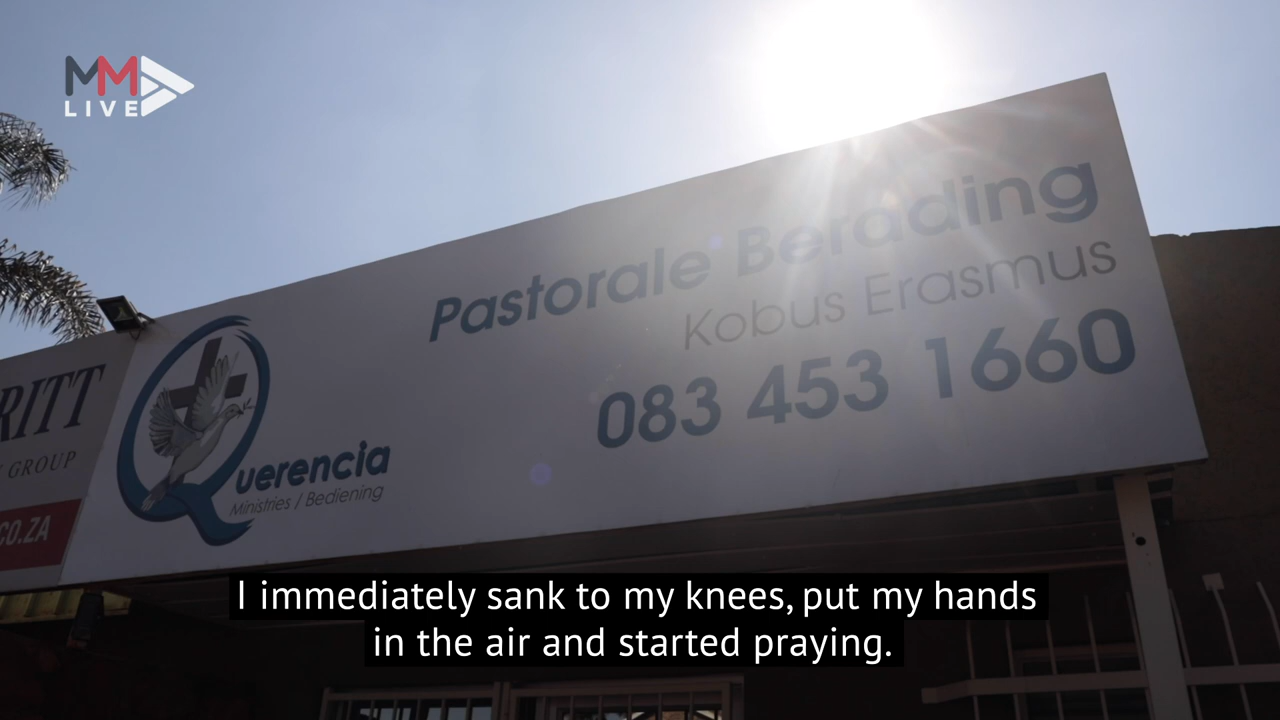 MM
LIVE
Pastorale Berading
Kobus Erasmus
083 453 1660
RITT
GROUP
CO.ZA
Querencia
Ministries / Bediening
I immediately sank to my knees, put my hands
in the air and started praying.